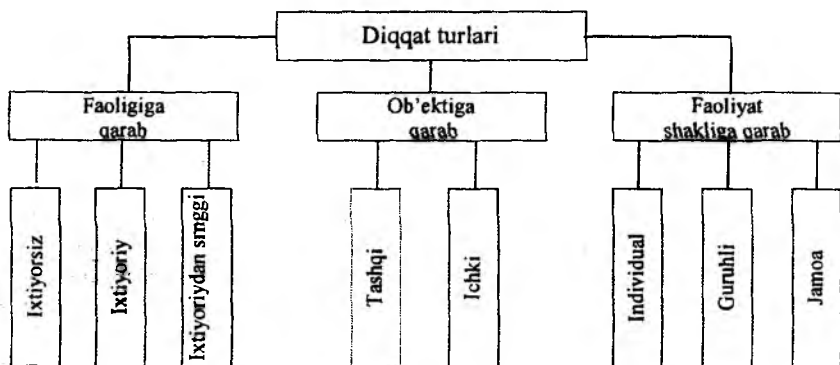 Diqqat turlari
Faoligiga
qarab
Ob’ektiga
qarab
Faoliyat
shakliga qarab
Ixtiyorsiz
Ixtiyoriy
Ixtiyoriydan smggi
Tashqi
Ichki
Individual
Guruhli
Jamoa